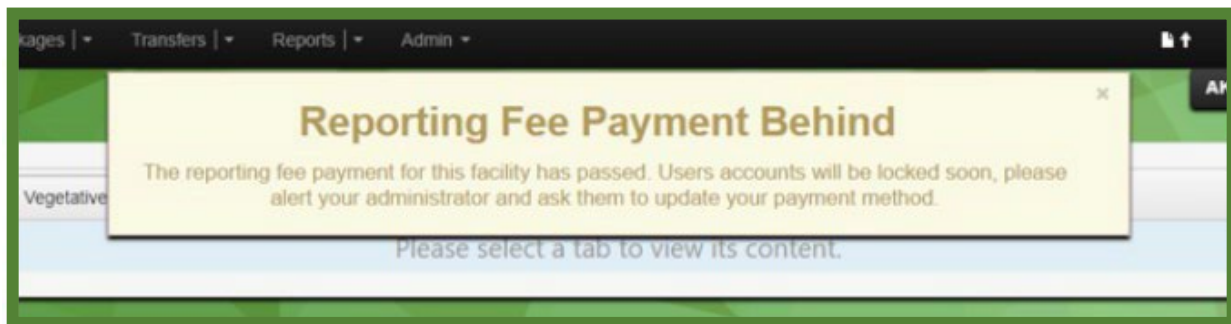 kages | Transfers | Reports | Admin
AK
×
Reporting Fee Payment Behind
The reporting fee payment for this facility has passed. Users accounts will be locked soon, please
alert your administrator and ask them to update your payment method.
Vegetative
Please select a tab to view its content.